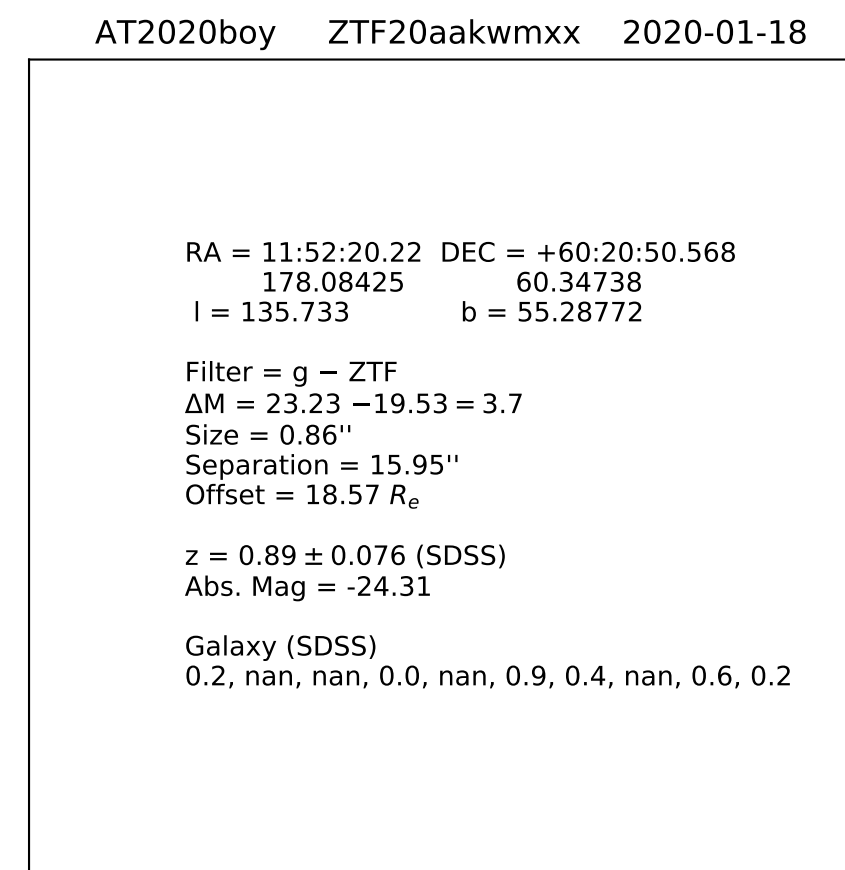 AT2020boy ZTF20aakwmxx 2020-01-18
RA = 11:52:20.22 DEC = +60:20:50.568
178.08425 60.34738
l = 135.733 b = 55.28772
Filter = g − ZTF
ΔM = 23.23 −19.53 = 3.7
Size = 0.86''
Separation = 15.95''
Offset = 18.57 Rₑ
z = 0.89 ± 0.076 (SDSS)
Abs. Mag = -24.31
Galaxy (SDSS)
0.2, nan, nan, 0.0, nan, 0.9, 0.4, nan, 0.6, 0.2